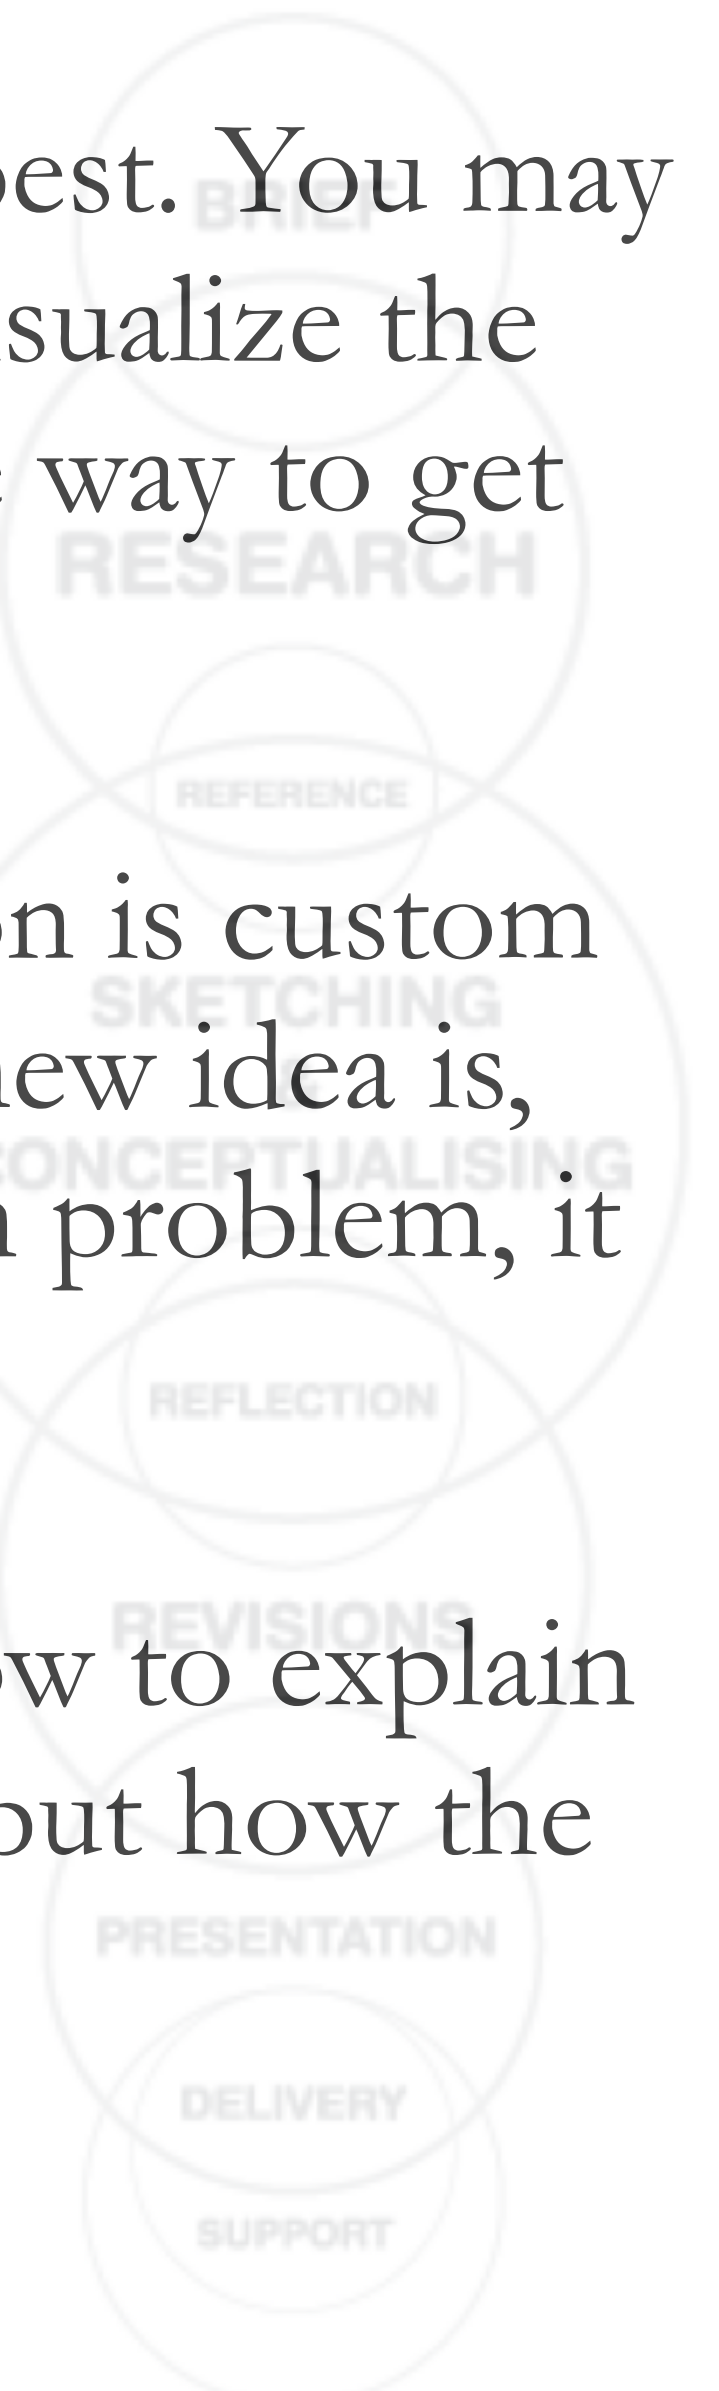 best. You may
BRIEF
sualize the
way to get
RESEARCH
REFERENCE
on is custom
SKETCHING
&
new idea is,
CONCEPTUALISING
problem, it
REFLECTION
REVISIONS
ow to explain
but how the
PRESENTATION
DELIVERY
SUPPORT